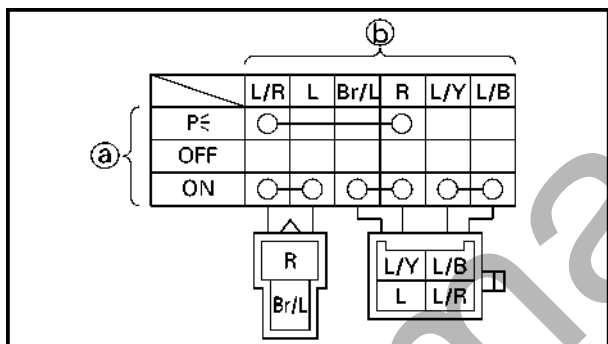 ⓑ
L/R L Br/L R L/Y L/B
ⓐ
P
OFF
ON
R
Br/L
L/Y L/B
L L/R